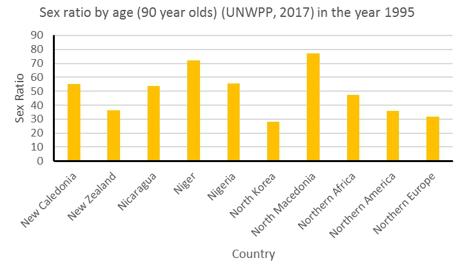 Sex ratio by age (90 year olds) (UNWPP, 2017) in the year 1995
90
80
70
60
50
40
30
20
10
0
Sex Ratio
New Caledonia
New Zealand
Nicaragua
Niger
Nigeria
North Korea
North Macedonia
Northern Africa
Northern America
Northern Europe
Country